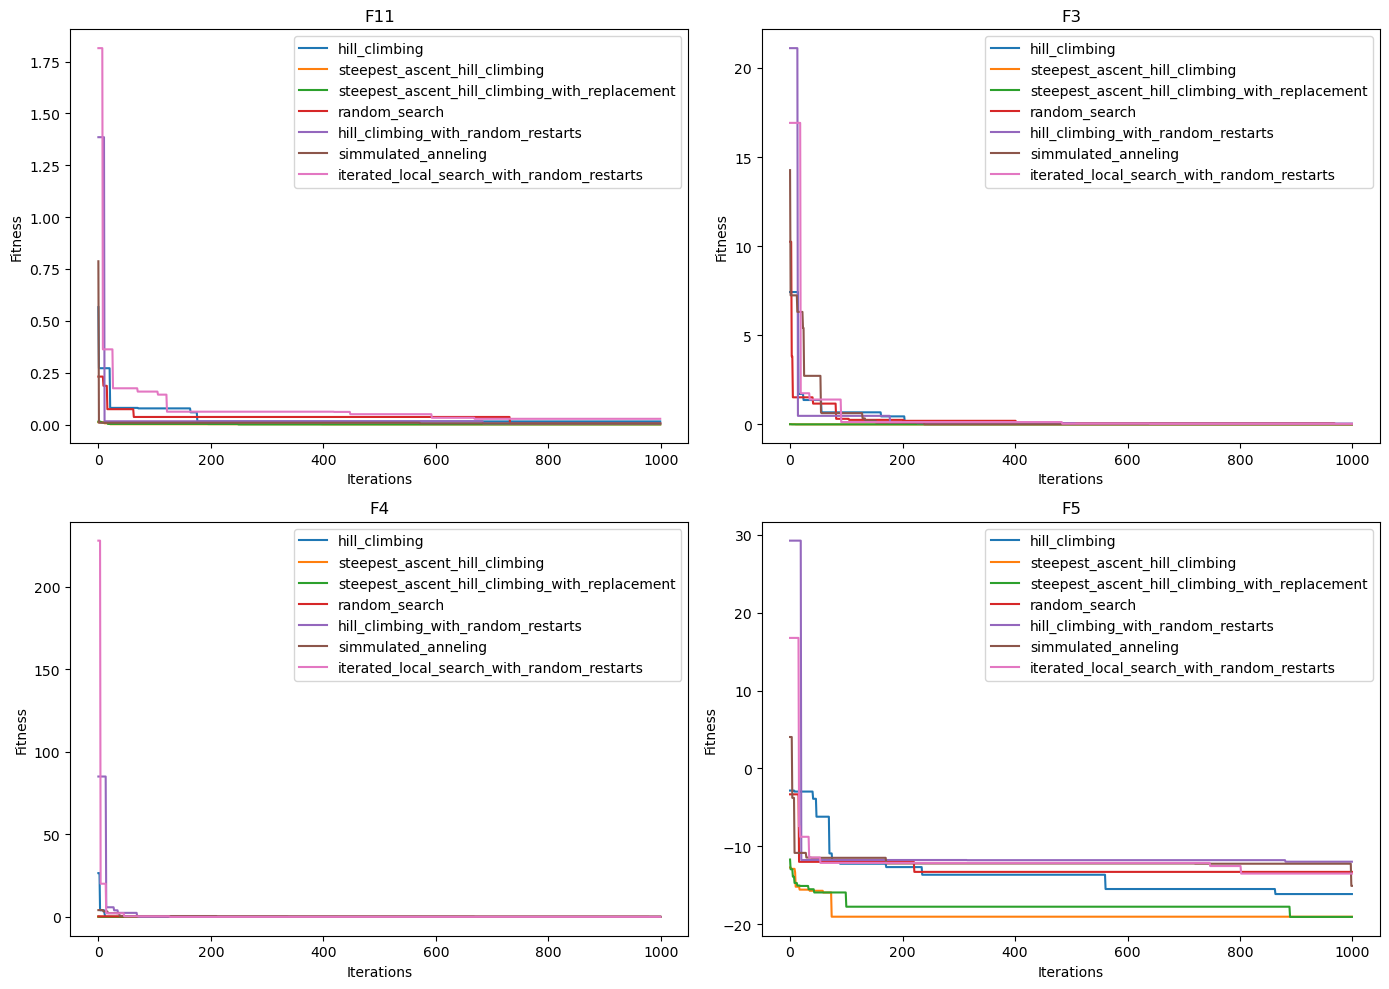 F11
Fitness
1.75
1.50
1.25
1.00
0.75
0.50
0.25
0.00
hill_climbing
steepest_ascent_hill_climbing
steepest_ascent_hill_climbing_with_replacement
random_search
hill_climbing_with_random_restarts
simmulated_anneling
iterated_local_search_with_random_restarts
0 200 400 600 800 1000
Iterations
F3
Fitness
20
15
10
5
0
hill_climbing
steepest_ascent_hill_climbing
steepest_ascent_hill_climbing_with_replacement
random_search
hill_climbing_with_random_restarts
simmulated_anneling
iterated_local_search_with_random_restarts
0 200 400 600 800 1000
Iterations
F4
Fitness
200
150
100
50
0
hill_climbing
steepest_ascent_hill_climbing
steepest_ascent_hill_climbing_with_replacement
random_search
hill_climbing_with_random_restarts
simmulated_anneling
iterated_local_search_with_random_restarts
0 200 400 600 800 1000
Iterations
F5
Fitness
30
20
10
0
−10
−20
hill_climbing
steepest_ascent_hill_climbing
steepest_ascent_hill_climbing_with_replacement
random_search
hill_climbing_with_random_restarts
simmulated_anneling
iterated_local_search_with_random_restarts
0 200 400 600 800 1000
Iterations